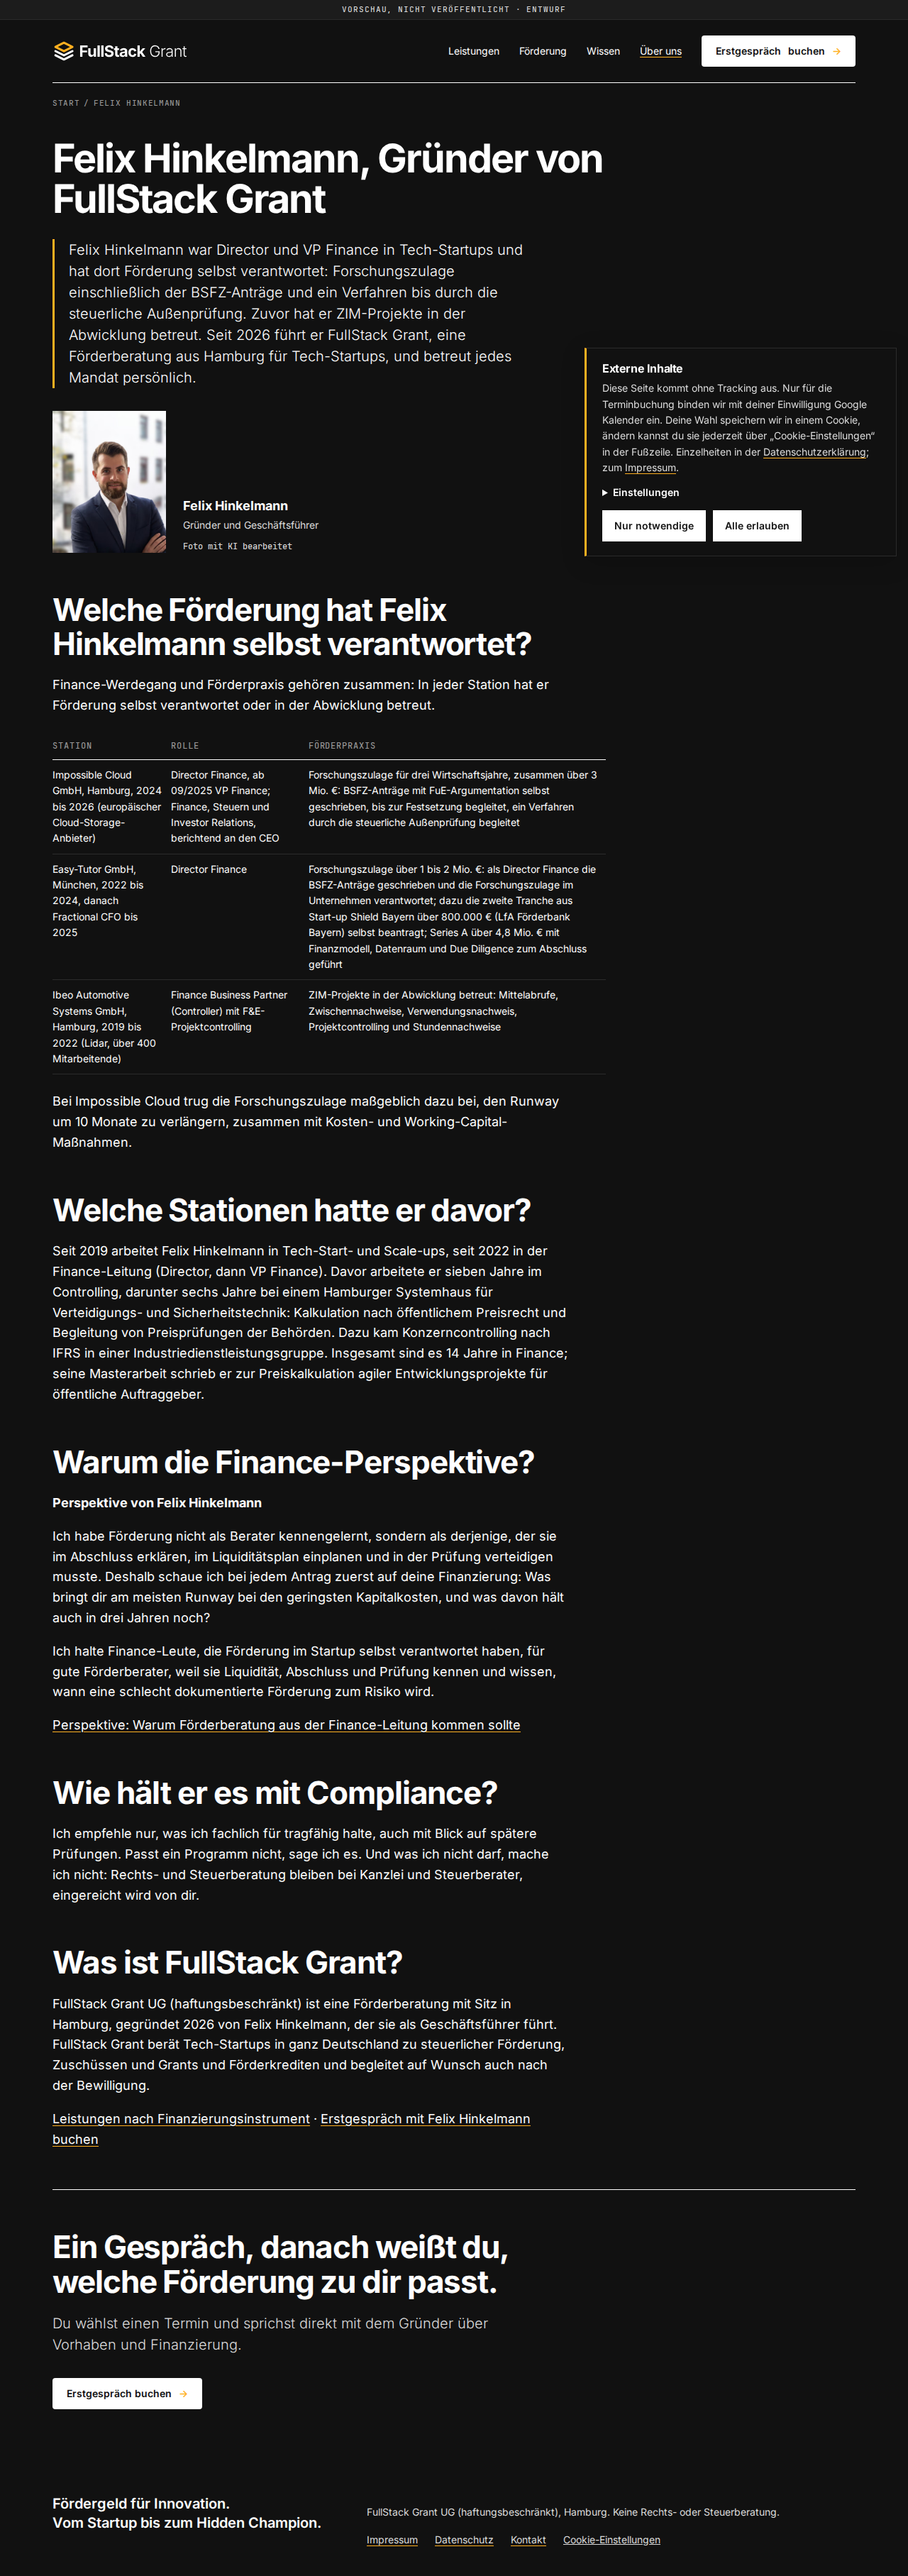 VORSCHAU, NICHT VERÖFFENTLICHT · ENTWURF
FullStack Grant
Leistungen Förderung Wissen Über uns Erstgespräch buchen →
START / FELIX HINKELMANN
Felix Hinkelmann, Gründer von
FullStack Grant
Felix Hinkelmann war Director und VP Finance in Tech-Startups und
hat dort Förderung selbst verantwortet: Forschungszulage
einschließlich der BSFZ-Anträge und ein Verfahren bis durch die
steuerliche Außenprüfung. Zuvor hat er ZIM-Projekte in der
Abwicklung betreut. Seit 2026 führt er FullStack Grant, eine
Förderberatung aus Hamburg für Tech-Startups, und betreut jedes
Mandat persönlich.
Externe Inhalte
Diese Seite kommt ohne Tracking aus. Nur für die
Terminbuchung binden wir mit deiner Einwilligung Google
Kalender ein. Deine Wahl speichern wir in einem Cookie,
ändern kannst du sie jederzeit über „Cookie-Einstellungen“
in der Fußzeile. Einzelheiten in der Datenschutzerklärung;
zum Impressum.
▶ Einstellungen
Nur notwendige Alle erlauben
Felix Hinkelmann
Gründer und Geschäftsführer
Foto mit KI bearbeitet
Welche Förderung hat Felix
Hinkelmann selbst verantwortet?
Finance-Werdegang und Förderpraxis gehören zusammen: In jeder Station hat er
Förderung selbst verantwortet oder in der Abwicklung betreut.
STATION ROLLE FÖRDERPRAXIS
Impossible Cloud
GmbH, Hamburg, 2024
bis 2026 (europäischer
Cloud-Storage-
Anbieter)
Director Finance, ab
09/2025 VP Finance;
Finance, Steuern und
Investor Relations,
berichtend an den CEO
Forschungszulage für drei Wirtschaftsjahre, zusammen über 3
Mio. €: BSFZ-Anträge mit FuE-Argumentation selbst
geschrieben, bis zur Festsetzung begleitet, ein Verfahren
durch die steuerliche Außenprüfung begleitet
Easy-Tutor GmbH,
München, 2022 bis
2024, danach
Fractional CFO bis
2025
Director Finance
Forschungszulage über 1 bis 2 Mio. €: als Director Finance die
BSFZ-Anträge geschrieben und die Forschungszulage im
Unternehmen verantwortet; dazu die zweite Tranche aus
Start-up Shield Bayern über 800.000 € (LfA Förderbank
Bayern) selbst beantragt; Series A über 4,8 Mio. € mit
Finanzmodell, Datenraum und Due Diligence zum Abschluss
geführt
Ibeo Automotive
Systems GmbH,
Hamburg, 2019 bis
2022 (Lidar, über 400
Mitarbeitende)
Finance Business Partner
(Controller) mit F&E-
Projektcontrolling
ZIM-Projekte in der Abwicklung betreut: Mittelabrufe,
Zwischennachweise, Verwendungsnachweis,
Projektcontrolling und Stundennachweise
Bei Impossible Cloud trug die Forschungszulage maßgeblich dazu bei, den Runway
um 10 Monate zu verlängern, zusammen mit Kosten- und Working-Capital-
Maßnahmen.
Welche Stationen hatte er davor?
Seit 2019 arbeitet Felix Hinkelmann in Tech-Start- und Scale-ups, seit 2022 in der
Finance-Leitung (Director, dann VP Finance). Davor arbeitete er sieben Jahre im
Controlling, darunter sechs Jahre bei einem Hamburger Systemhaus für
Verteidigungs- und Sicherheitstechnik: Kalkulation nach öffentlichem Preisrecht und
Begleitung von Preisprüfungen der Behörden. Dazu kam Konzerncontrolling nach
IFRS in einer Industriedienstleistungsgruppe. Insgesamt sind es 14 Jahre in Finance;
seine Masterarbeit schrieb er zur Preiskalkulation agiler Entwicklungsprojekte für
öffentliche Auftraggeber.
Warum die Finance-Perspektive?
Perspektive von Felix Hinkelmann
Ich habe Förderung nicht als Berater kennengelernt, sondern als derjenige, der sie
im Abschluss erklären, im Liquiditätsplan einplanen und in der Prüfung verteidigen
musste. Deshalb schaue ich bei jedem Antrag zuerst auf deine Finanzierung: Was
bringt dir am meisten Runway bei den geringsten Kapitalkosten, und was davon hält
auch in drei Jahren noch?
Ich halte Finance-Leute, die Förderung im Startup selbst verantwortet haben, für
gute Förderberater, weil sie Liquidität, Abschluss und Prüfung kennen und wissen,
wann eine schlecht dokumentierte Förderung zum Risiko wird.
Perspektive: Warum Förderberatung aus der Finance-Leitung kommen sollte
Wie hält er es mit Compliance?
Ich empfehle nur, was ich fachlich für tragfähig halte, auch mit Blick auf spätere
Prüfungen. Passt ein Programm nicht, sage ich es. Und was ich nicht darf, mache
ich nicht: Rechts- und Steuerberatung bleiben bei Kanzlei und Steuerberater,
eingereicht wird von dir.
Was ist FullStack Grant?
FullStack Grant UG (haftungsbeschränkt) ist eine Förderberatung mit Sitz in
Hamburg, gegründet 2026 von Felix Hinkelmann, der sie als Geschäftsführer führt.
FullStack Grant berät Tech-Startups in ganz Deutschland zu steuerlicher Förderung,
Zuschüssen und Grants und Förderkrediten und begleitet auf Wunsch auch nach
der Bewilligung.
Leistungen nach Finanzierungsinstrument · Erstgespräch mit Felix Hinkelmann
buchen
Ein Gespräch, danach weißt du,
welche Förderung zu dir passt.
Du wählst einen Termin und sprichst direkt mit dem Gründer über
Vorhaben und Finanzierung.
Erstgespräch buchen →
Fördergeld für Innovation.
Vom Startup bis zum Hidden Champion.
FullStack Grant UG (haftungsbeschränkt), Hamburg. Keine Rechts- oder Steuerberatung.
Impressum Datenschutz Kontakt Cookie-Einstellungen